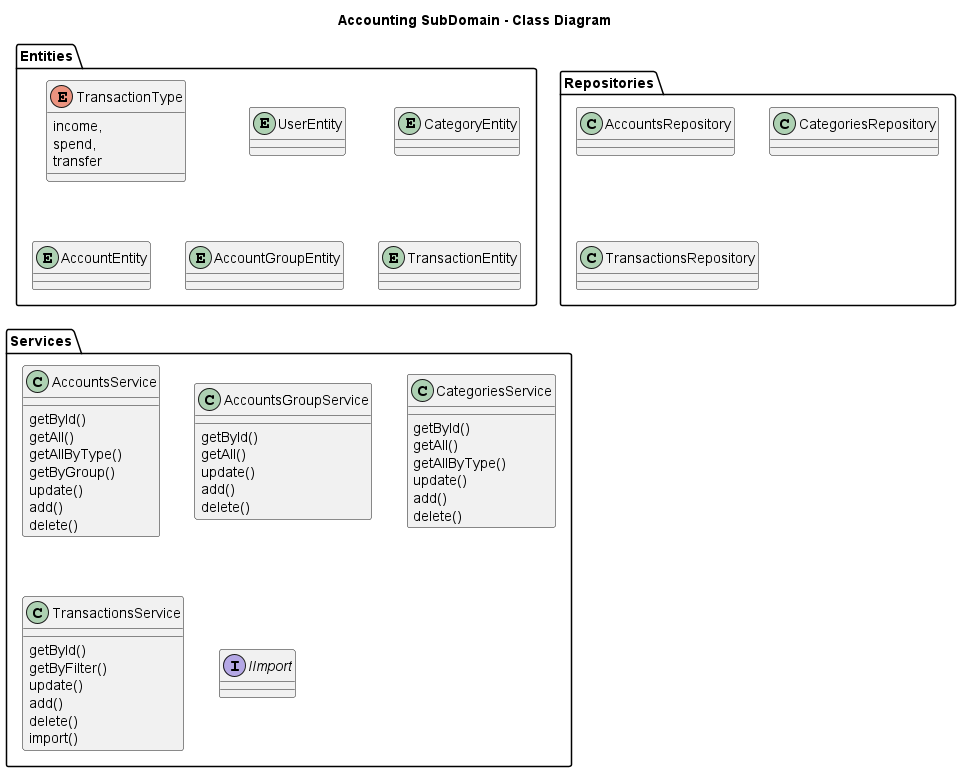 Accounting SubDomain - Class Diagram
Entities
E TransactionType
income,
spend,
transfer
E UserEntity
E CategoryEntity
E AccountEntity
E AccountGroupEntity
E TransactionEntity
Repositories
C AccountsRepository
C CategoriesRepository
C TransactionsRepository
Services
C AccountsService
getById()
getAll()
getAllByType()
getByGroup()
update()
add()
delete()
C AccountsGroupService
getById()
getAll()
update()
add()
delete()
C CategoriesService
getById()
getAll()
getAllByType()
update()
add()
delete()
C TransactionsService
getById()
getByFilter()
update()
add()
delete()
import()
I IImport